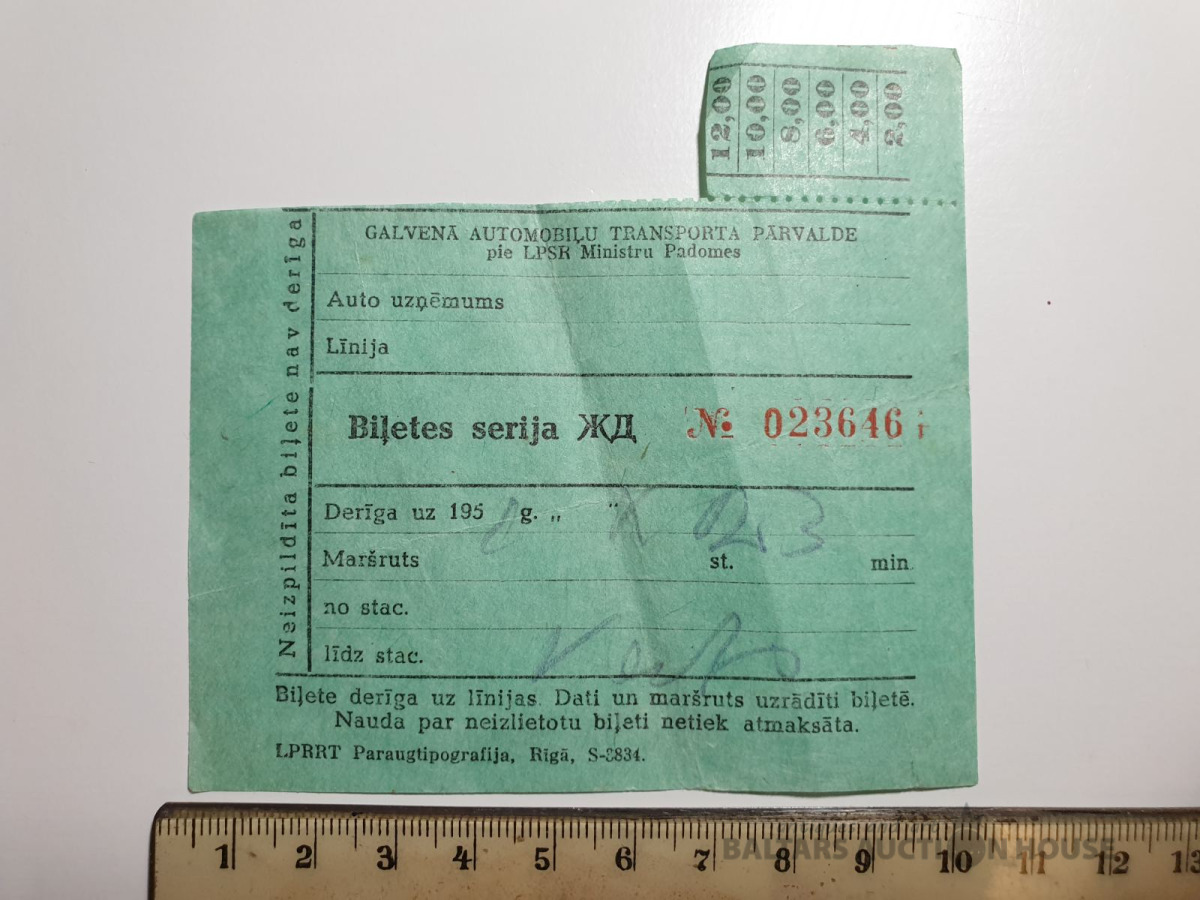 12,00
10,00
8,00
6,00
4,00
2,00
Neizpildīta biļete nav derīga
GALVENĀ AUTOMOBIĻU TRANSPORTA PĀRVALDE
pie LPSR Ministru Padomes
Auto uzņēmums
Līnija
Biļetes serija ЖД № 023646
Derīga uz 195 g. „ "
Maršruts st. min.
no stac.
līdz stac.
Biļete derīga uz līnijas. Dati un maršruts uzrādīti biļetē.
Nauda par neizlietotu biļeti netiek atmaksāta.
LPRRT Paraugtipografija, Rīgā, S-3834.
1 2 3 4 5 6 7 8 9 10 11 12 13
BALTARS AUCTION HOUSE